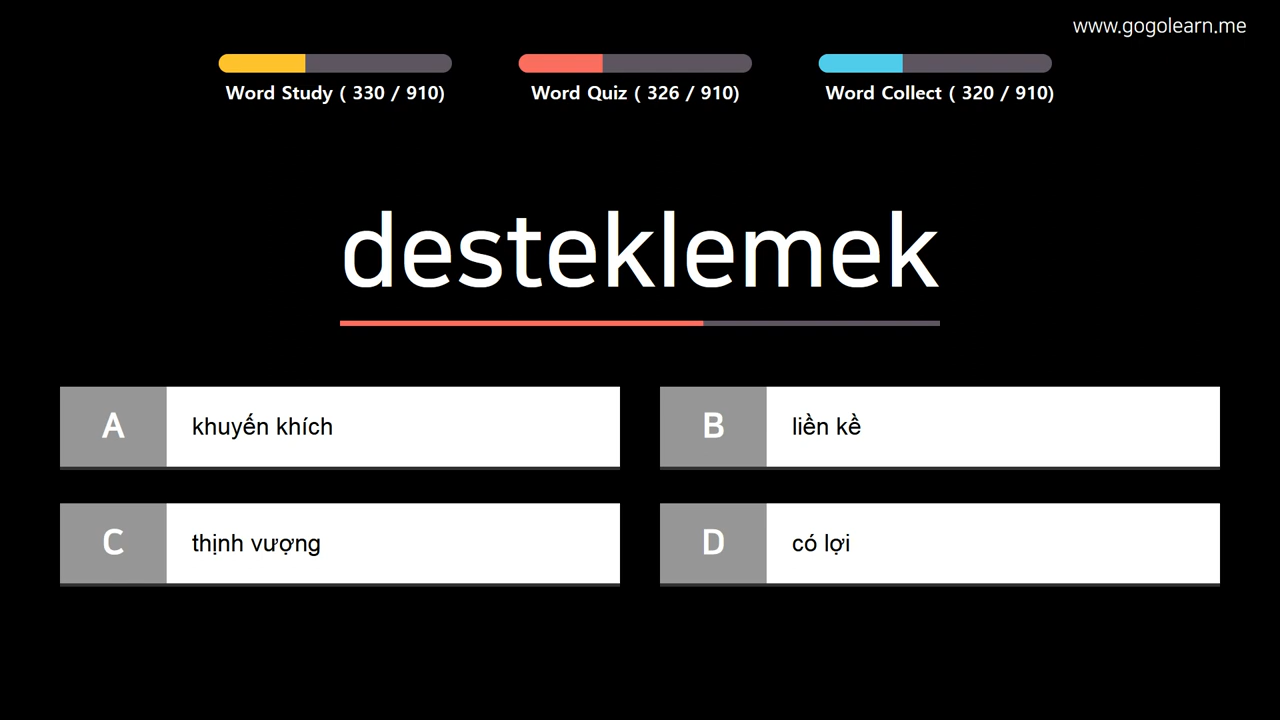 www.gogolearn.me
Word Study ( 330 / 910)
Word Quiz ( 326 / 910)
Word Collect ( 320 / 910)
desteklemek
A khuyến khích
B liền kề
C thịnh vượng
D có lợi